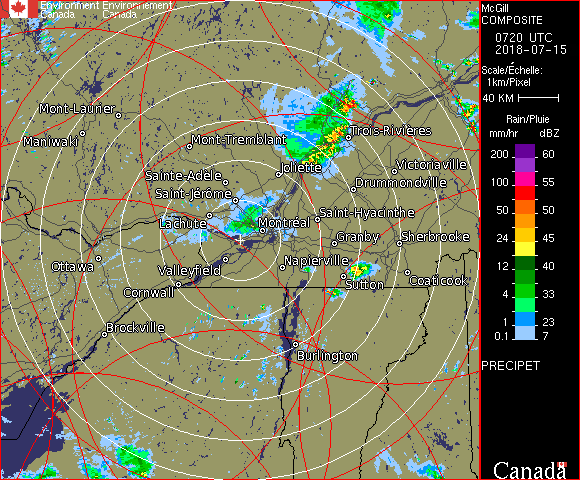 Environment Environnement
Canada Canada
McGill
COMPOSITE
0720 UTC
2018-07-15
Scale/Échelle:
1km/Pixel
40 KM
Rain/Pluie
mm/hr dBZ
200 60
100 55
50 50
24 45
12 40
4 33
1 23
0.1 7
PRECIPET
Canada
Mont-Laurier
Maniwaki
Mont-Tremblant
Trois-Rivières
Joliette
Victoriaville
Sainte-Adèle
Drummondville
Saint-Jérôme
Saint-Hyacinthe
Lachute
Montréal
Granby
Sherbrooke
Ottawa
Valleyfield
Napierville
Coaticook
Cornwall
Sutton
Brockville
Burlington